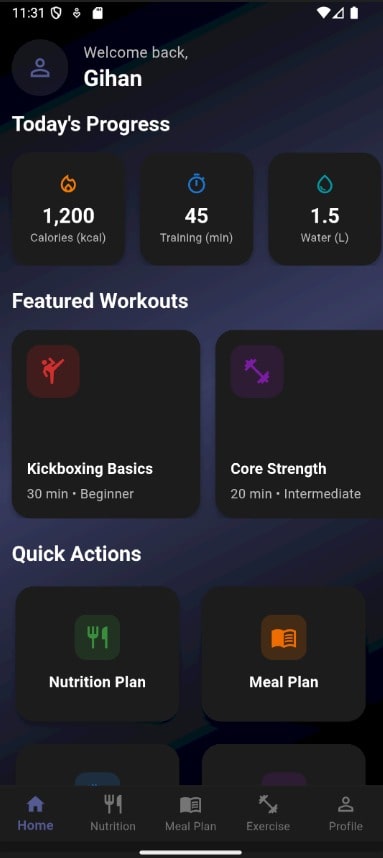 11:31
Welcome back,
Gihan
Today's Progress
1,200
Calories (kcal)
45
Training (min)
1.5
Water (L)
Featured Workouts
Kickboxing Basics
30 min • Beginner
Core Strength
20 min • Intermediate
Quick Actions
Nutrition Plan
Meal Plan
Home
Nutrition
Meal Plan
Exercise
Profile